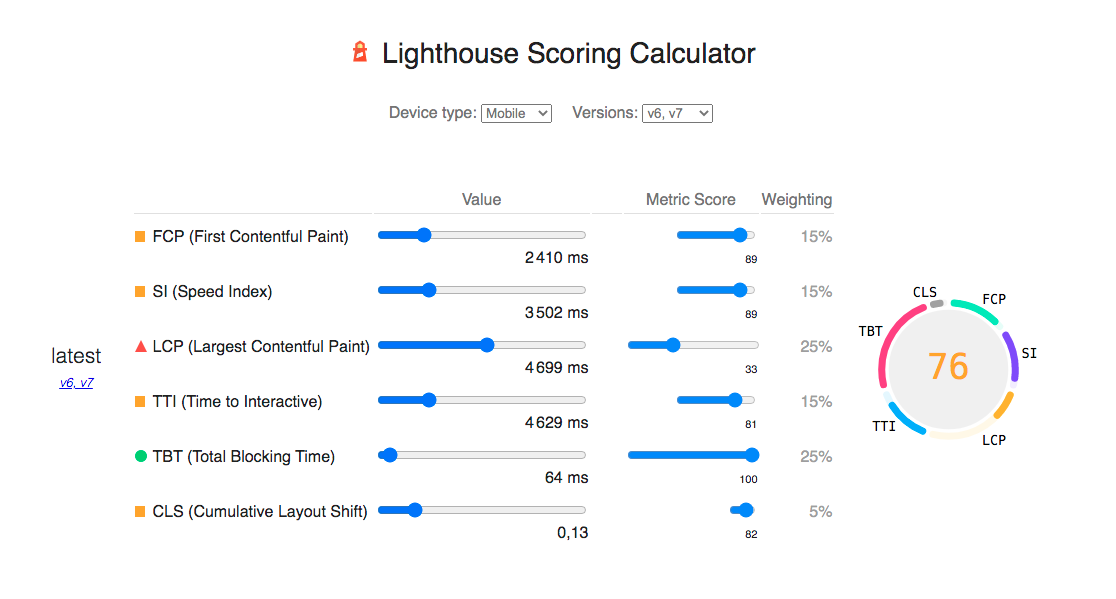 Lighthouse Scoring Calculator
Device type: Mobile Versions: v6, v7
Value Metric Score Weighting
FCP (First Contentful Paint) 15%
2 410 ms 89
SI (Speed Index) 15%
3 502 ms 89
LCP (Largest Contentful Paint) 25%
4 699 ms 33
TTI (Time to Interactive) 15%
4 629 ms 81
TBT (Total Blocking Time) 25%
64 ms 100
CLS (Cumulative Layout Shift) 5%
0,13 82
latest
v6, v7
CLS
FCP
TBT
SI
76
TTI
LCP